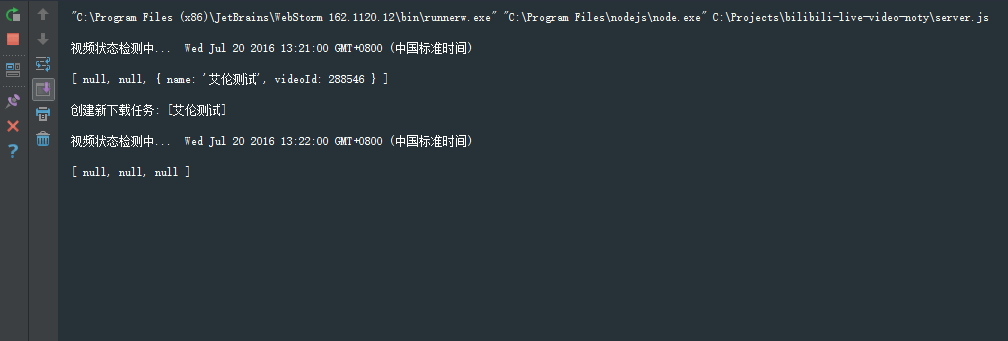 "C:\Program Files (x86)\JetBrains\WebStorm 162.1120.12\bin\runnerw.exe" "C:\Program Files\nodejs\node.exe" C:\Projects\bilibili-live-video-noty\server.js
视频状态检测中... Wed Jul 20 2016 13:21:00 GMT+0800 (中国标准时间)
[ null, null, { name: '艾伦测试', videoId: 288546 } ]
创建新下载任务: [艾伦测试]
视频状态检测中... Wed Jul 20 2016 13:22:00 GMT+0800 (中国标准时间)
[ null, null, null ]